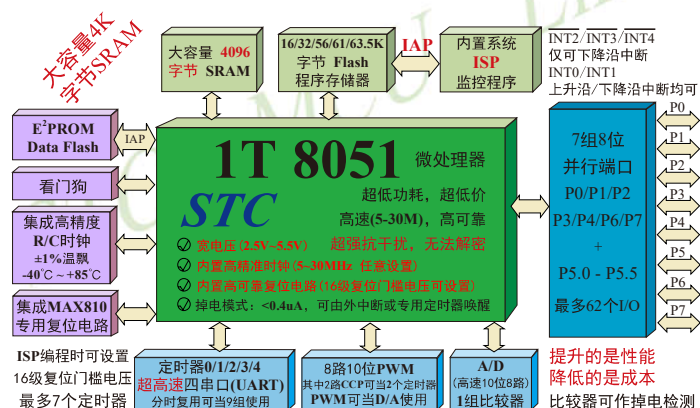 大容量4K
字节SRAM
大容量 4096
字节 SRAM
16/32/56/61/63.5K
字节 Flash
程序存储器
IAP
内置系统
ISP
监控程序
INT2/INT3/INT4
仅可下降沿中断
INT0/INT1
上升沿/下降沿中断均可
E²PROM
Data Flash
IAP
看门狗
集成高精度
R/C时钟
±1%温飘
-40℃~+85℃
集成MAX810
专用复位电路
1T 8051 微处理器
STC
超低功耗，超低价
高速(5-30M)，高可靠
宽电压(2.5V~5.5V)
超强抗干扰，无法解密
内置高精准时钟(5-30MHz 任意设置)
内置高可靠复位电路(16级复位门槛电压可设置)
掉电模式：<0.4uA，可由外中断或专用定时器唤醒
7组8位
并行端口
P0/P1/P2
P3/P4/P6/P7
+
P5.0 - P5.5
最多62个I/O
P0
P1
P2
P3
P4
P5
P6
P7
ISP编程时可设置
16级复位门槛电压
最多7个定时器
定时器0/1/2/3/4
超高速四串口(UART)
分时复用可当9组使用
8路10位PWM
其中2路CCP可当2个定时器
PWM可当D/A使用
A/D
(高速10位8路)
1组比较器
提升的是性能
降低的是成本
比较器可作掉电检测